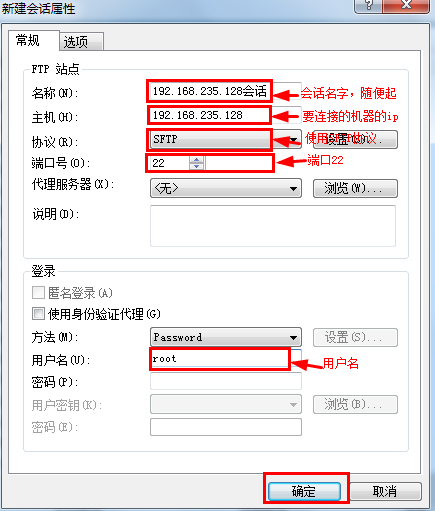 新建会话属性
常规 选项
FTP 站点
名称(N): 192.168.235.128会话 会话名字，随便起
主机(H): 192.168.235.128 要连接的机器的ip
协议(R): SFTP 使用 协议
端口号(O): 22 端口22
代理服务器(X): <无> 浏览(W)...
说明(D):
登录
匿名登录(A)
使用身份验证代理(G)
方法(M): Password 设置(S)...
用户名(U): root 用户名
密码(P):
用户密钥(K): 浏览(B)...
密码(E):
确定 取消